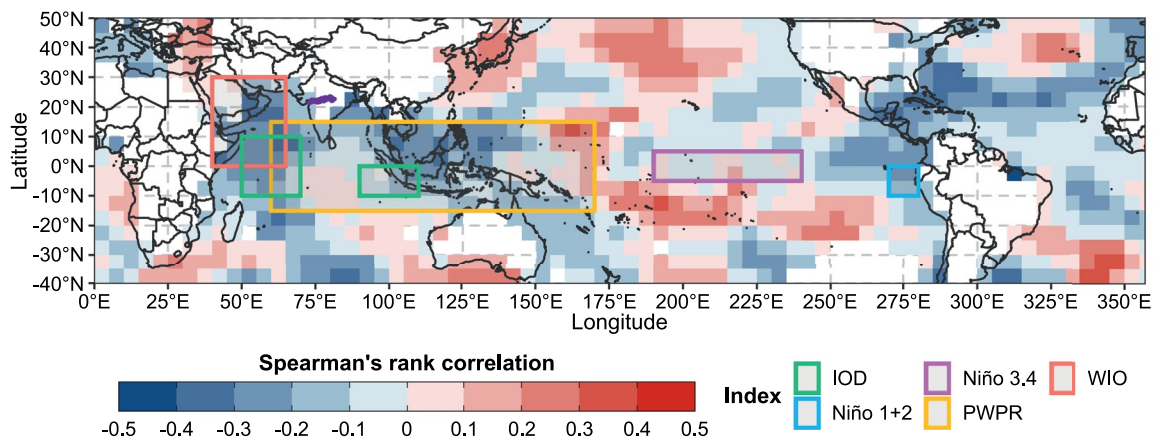 50°N
40°N
30°N
20°N
10°N
0°N
-10°N
-20°N
-30°N
-40°N
Latitude
0°E 25°E 50°E 75°E 100°E 125°E 150°E 175°E 200°E 225°E 250°E 275°E 300°E 325°E 350°E
Longitude
Spearman's rank correlation
-0.5 -0.4 -0.3 -0.2 -0.1 0 0.1 0.2 0.3 0.4 0.5
Index
IOD Niño 3.4 WIO
Niño 1+2 PWPR